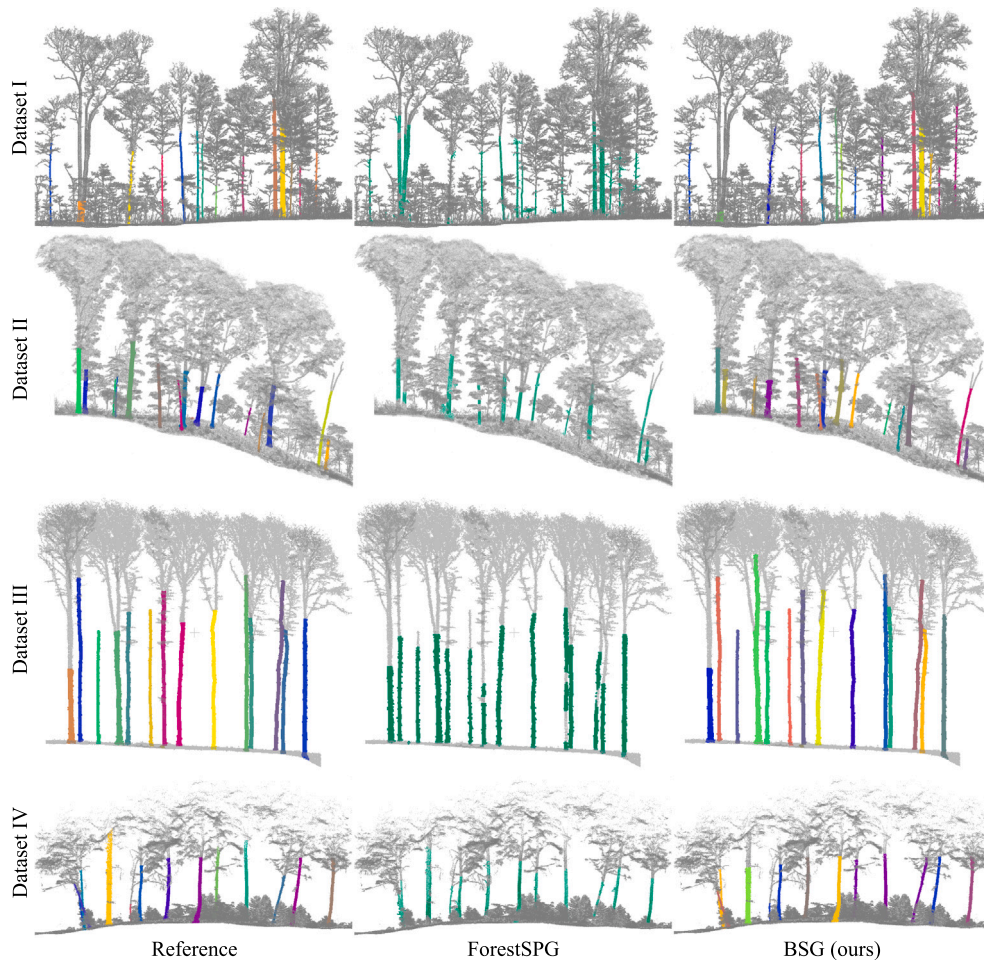 Dataset I
Dataset II
Dataset III
Dataset IV
Reference
ForestSPG
BSG (ours)